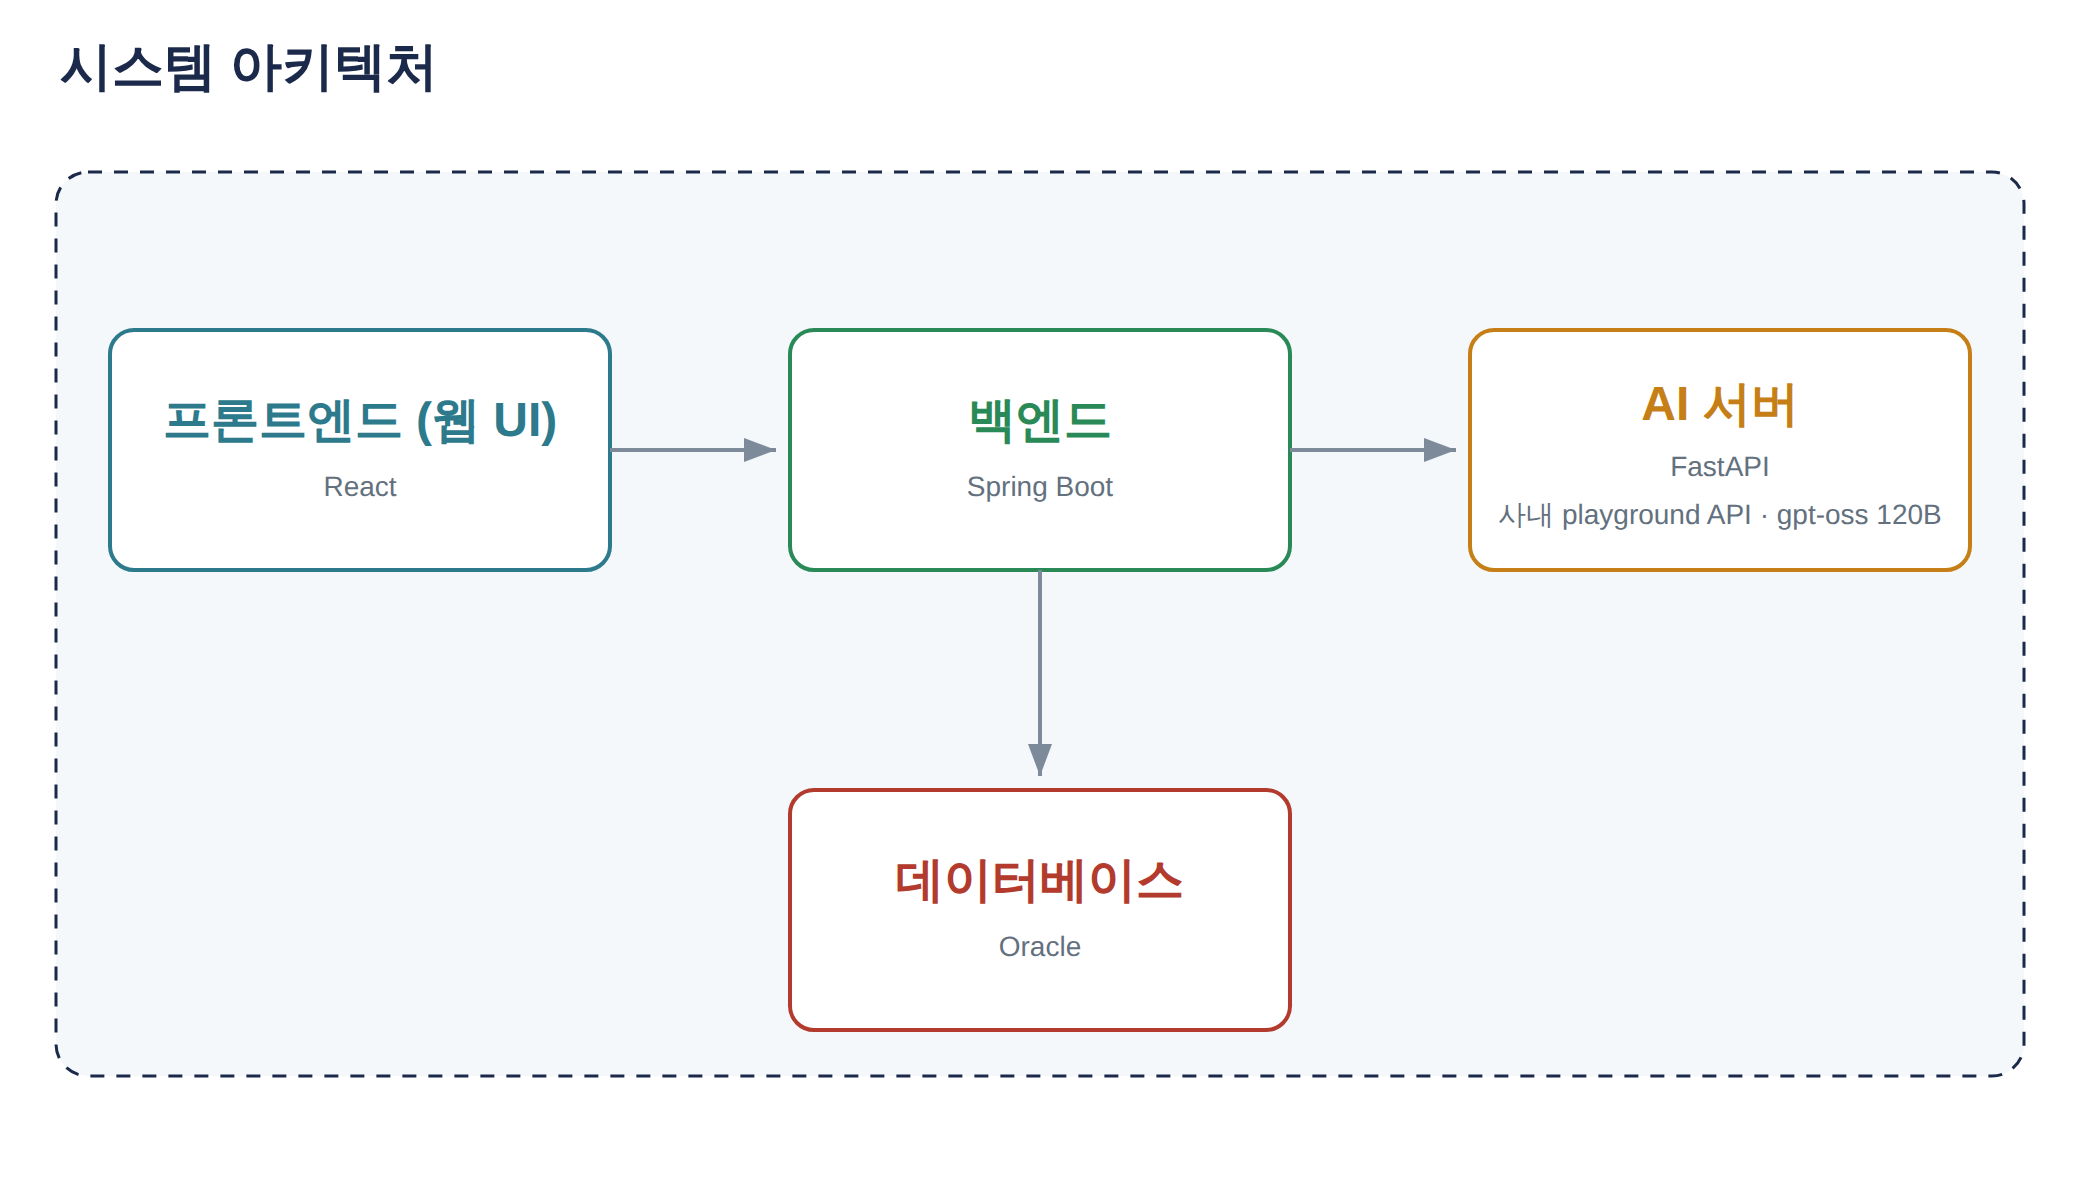 시스템 아키텍처
프론트엔드 (웹 UI)
React
백엔드
Spring Boot
AI 서버
FastAPI
사내 playground API · gpt-oss 120B
데이터베이스
Oracle